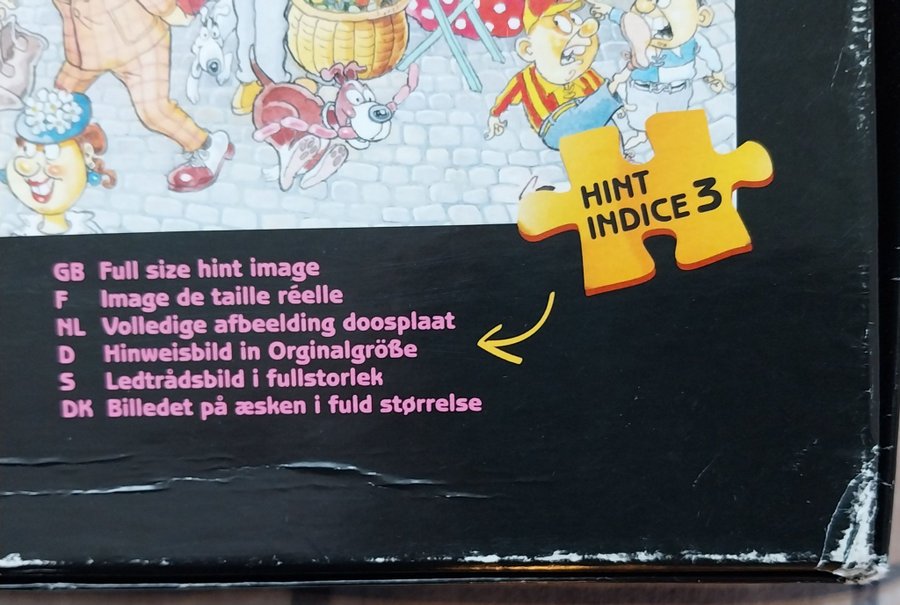 HINT
INDICE 3
GB Full size hint image
F Image de taille réelle
NL Volledige afbeelding doosplaat
D Hinweisbild in Orginalgröße
S Ledtrådsbild i fullstorlek
DK Billedet på æsken i fuld størrelse